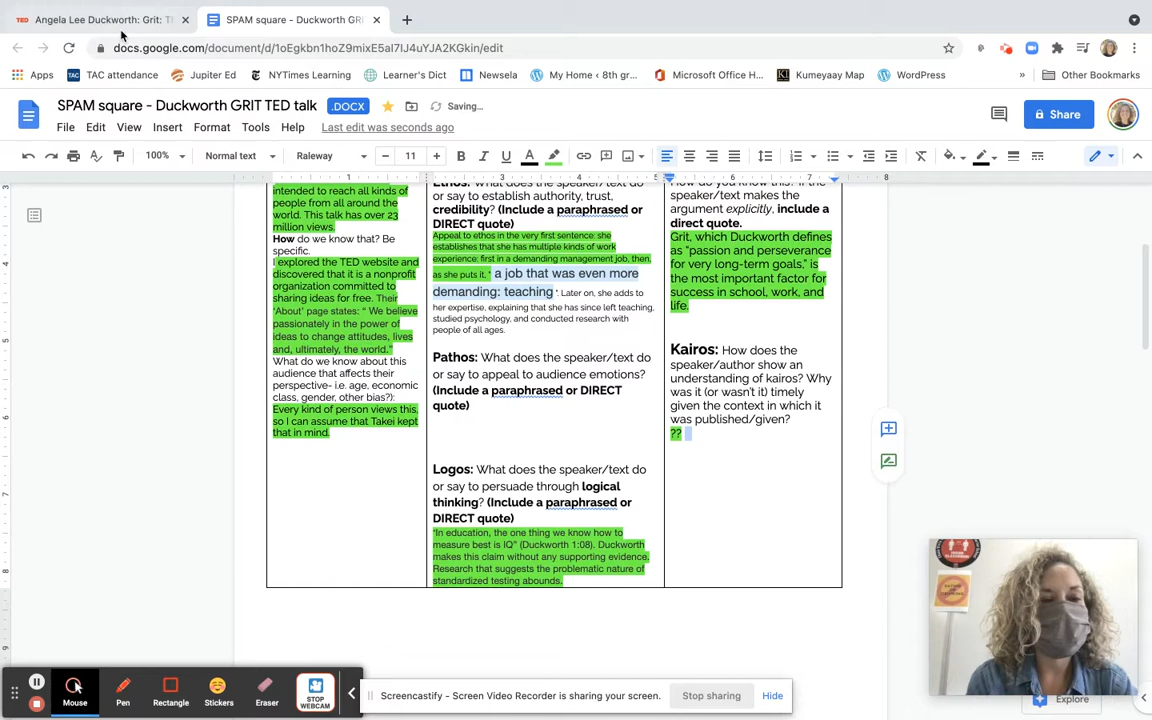 TED Angela Lee Duckworth: Grit: T
SPAM square - Duckworth GRI
docs.google.com/document/d/1oEgkbn1hoZ9mixE5aI7IJ4uYJA2KGkin/edit
Apps TAC attendance Jupiter Ed NYTimes Learning Learner's Dict Newsela My Home ‹ 8th gr... Microsoft Office H... Kumeyaay Map WordPress » Other Bookmarks
SPAM square - Duckworth GRIT TED talk .DOCX Saving...
File Edit View Insert Format Tools Help Last edit was seconds ago
Share
100% Normal text Raleway 11
1 3 4 5 6 7 8
intended to reach all kinds of
people from all around the
world. This talk has over 23
million views.
How do we know that? Be
specific.
I explored the TED website and
discovered that it is a nonprofit
organization committed to
sharing ideas for free. Their
'About' page states: “ We believe
passionately in the power of
ideas to change attitudes, lives
and, ultimately, the world.”
What do we know about this
audience that affects their
perspective- i.e. age, economic
class, gender, other bias?):
Every kind of person views this,
so I can assume that Takei kept
that in mind.
Ethos: What does the speaker/text do
or say to establish authority, trust,
credibility? (Include a paraphrased or
DIRECT quote)
Appeal to ethos in the very first sentence: she
establishes that she has multiple kinds of work
experience: first in a demanding management job, then,
as she puts it, “ a job that was even more
demanding: teaching ”. Later on, she adds to
her expertise, explaining that she has since left teaching,
studied psychology, and conducted research with
people of all ages.
Pathos: What does the speaker/text do
or say to appeal to audience emotions?
(Include a paraphrased or DIRECT
quote)
Logos: What does the speaker/text do
or say to persuade through logical
thinking? (Include a paraphrased or
DIRECT quote)
“In education, the one thing we know how to
measure best is IQ” (Duckworth 1:08). Duckworth
makes this claim without any supporting evidence.
Research that suggests the problematic nature of
standardized testing abounds.
How do you know this? If the
speaker/text makes the
argument explicitly, include a
direct quote.
Grit, which Duckworth defines
as “passion and perseverance
for very long-term goals,” is
the most important factor for
success in school, work, and
life.
Kairos: How does the
speaker/author show an
understanding of kairos? Why
was it (or wasn't it) timely
given the context in which it
was published/given?
??
Mouse Pen Rectangle Stickers Eraser STOP WEBCAM
Screencastify - Screen Video Recorder is sharing your screen. Stop sharing Hide
Explore